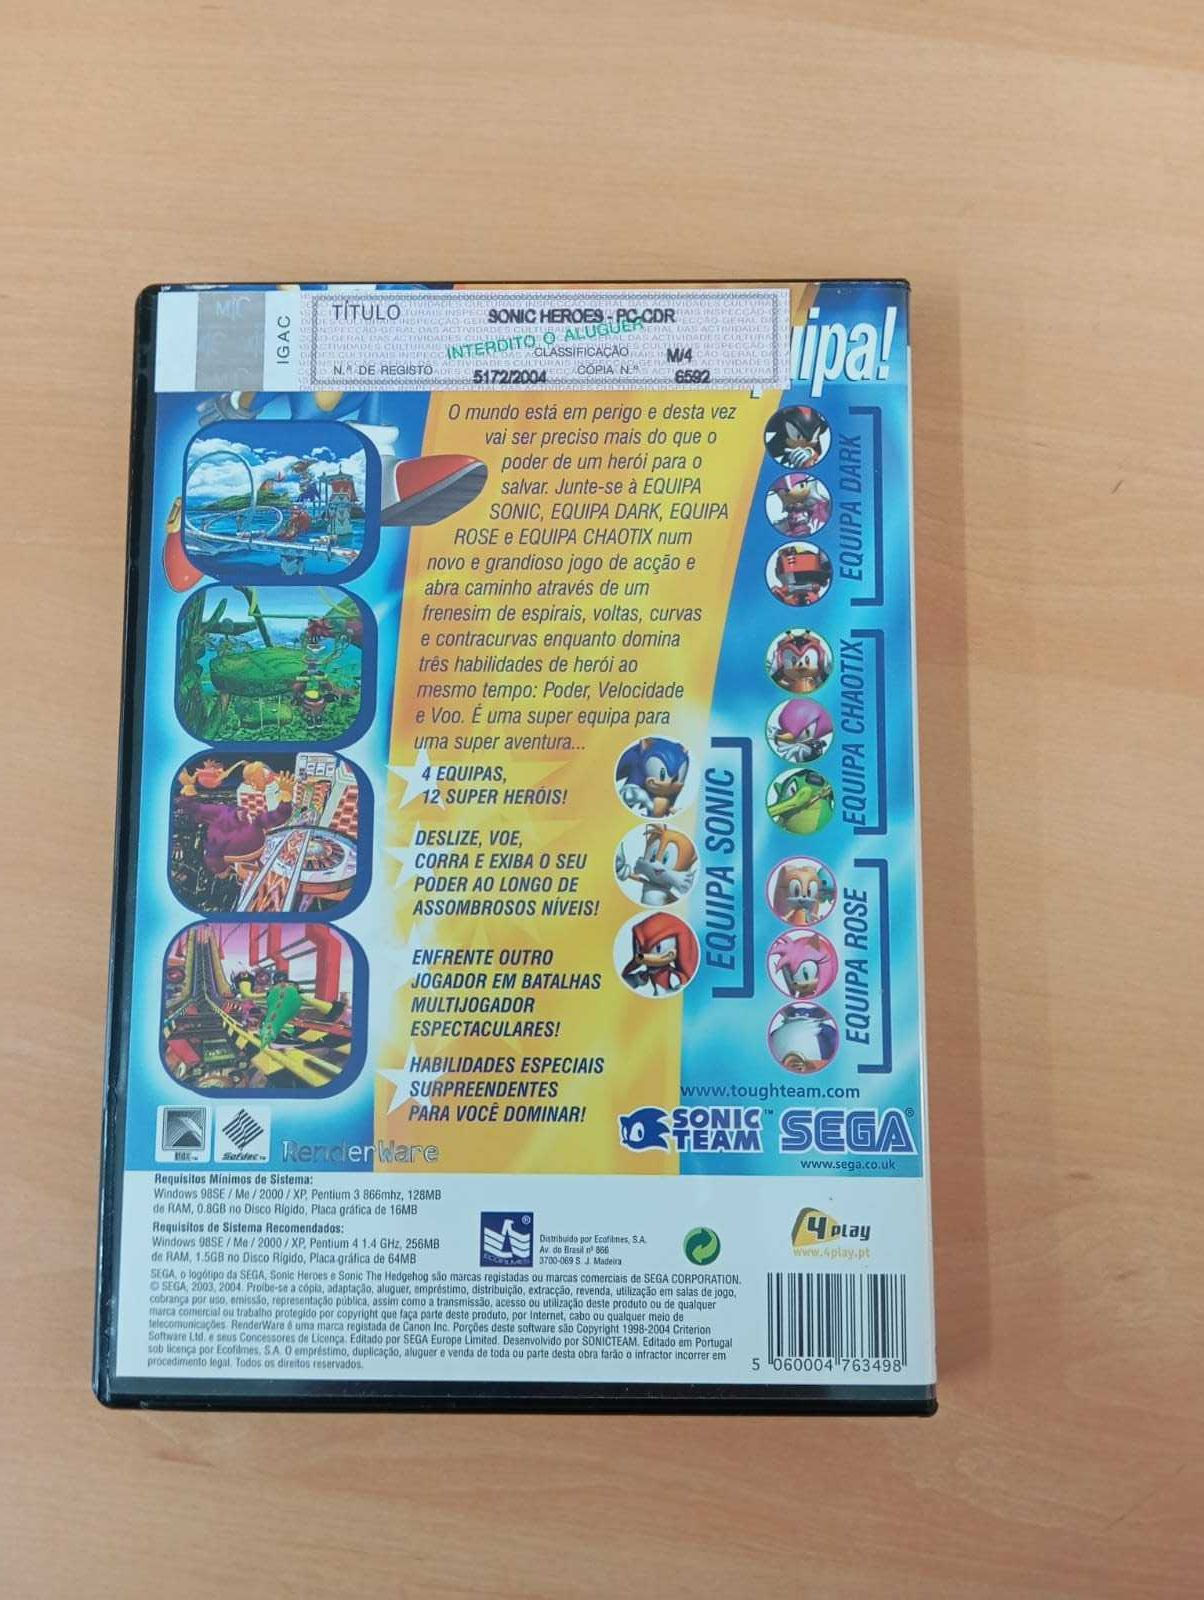 M|C
IGAC
TÍTULO
SONIC HEROES - PC-CDR
INTERDITO O ALUGUER
CLASSIFICAÇÃO M/4
N.º DE REGISTO 5172/2004 CÓPIA N.º 6592
uipa!
O mundo está em perigo e desta vez
vai ser preciso mais do que o
poder de um herói para o
salvar. Junte-se à EQUIPA
SONIC, EQUIPA DARK, EQUIPA
ROSE e EQUIPA CHAOTIX num
novo e grandioso jogo de acção e
abra caminho através de um
frenesim de espirais, voltas, curvas
e contracurvas enquanto domina
três habilidades de herói ao
mesmo tempo: Poder, Velocidade
e Voo. É uma super equipa para
uma super aventura...
4 EQUIPAS,
12 SUPER HERÓIS!
DESLIZE, VOE,
CORRA E EXIBA O SEU
PODER AO LONGO DE
ASSOMBROSOS NÍVEIS!
ENFRENTE OUTRO
JOGADOR EM BATALHAS
MULTIJOGADOR
ESPECTACULARES!
HABILIDADES ESPECIAIS
SURPREENDENTES
PARA VOCÊ DOMINAR!
EQUIPA SONIC
EQUIPA DARK
EQUIPA CHAOTIX
EQUIPA ROSE
www.toughteam.com
SONIC TEAM™
SEGA®
www.sega.co.uk
Sofdec™
RenderWare
Requisitos Mínimos de Sistema:
Windows 98SE / Me / 2000 / XP, Pentium 3 866mhz, 128MB
de RAM, 0.8GB no Disco Rígido, Placa gráfica de 16MB
Requisitos de Sistema Recomendados:
Windows 98SE / Me / 2000 / XP, Pentium 4 1.4 GHz, 256MB
de RAM, 1.5GB no Disco Rígido, Placa gráfica de 64MB
ECOFILMES
Distribuido por Ecofilmes, S.A.
Av. do Brasil nº 866
3700-069 S. J. Madeira
4play
www.4play.pt
SEGA, o logótipo da SEGA, Sonic Heroes e Sonic The Hedgehog são marcas registadas ou marcas comerciais de SEGA CORPORATION.
© SEGA, 2003, 2004. Proíbe-se a cópia, adaptação, aluguer, empréstimo, distribuição, extracção, revenda, utilização em salas de jogo,
cobrança por uso, emissão, representação pública, assim como a transmissão, acesso ou utilização deste produto ou de qualquer
marca comercial ou trabalho protegido por copyright que faça parte deste produto, por Internet, cabo ou qualquer meio de
telecomunicações. RenderWare é uma marca registada de Canon Inc. Porções deste software são Copyright 1998-2004 Criterion
Software Ltd. e seus Concessores de Licença. Editado por SEGA Europe Limited. Desenvolvido por SONICTEAM. Editado em Portugal
sob licença por Ecofilmes, S.A. O empréstimo, duplicação, aluguer e venda de toda ou parte desta obra farão o infractor incorrer em
procedimento legal. Todos os direitos reservados.
5 060004 763498